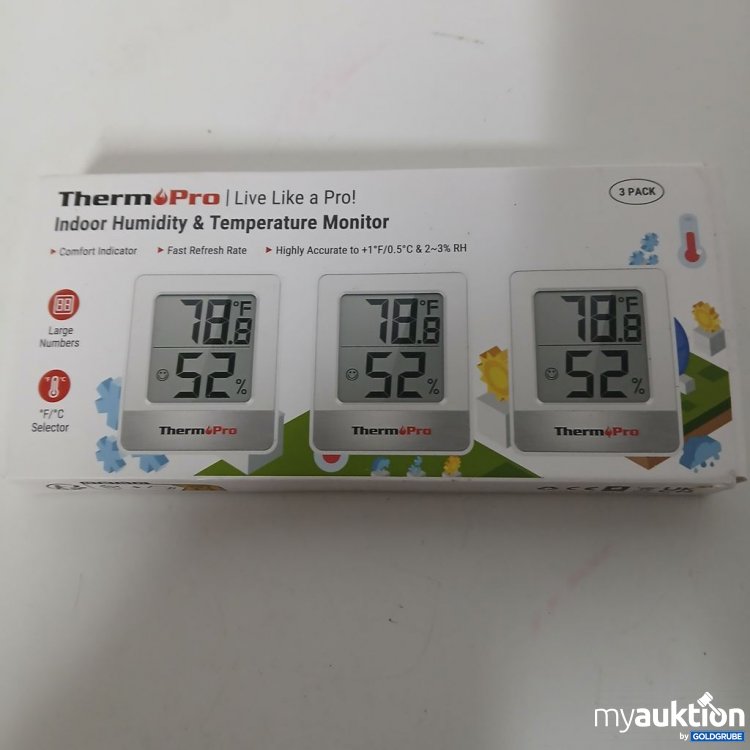 ThermoPro | Live Like a Pro!
3 PACK
Indoor Humidity & Temperature Monitor
Comfort Indicator
Fast Refresh Rate
Highly Accurate to +1°F/0.5°C & 2~3% RH
Large
Numbers
°F/°C
°F/°C
Selector
78.8 °F
52 %
ThermoPro
78.8 °F
52 %
ThermoPro
78.8 °F
52 %
ThermoPro
myauktion
by GOLDGRUBE